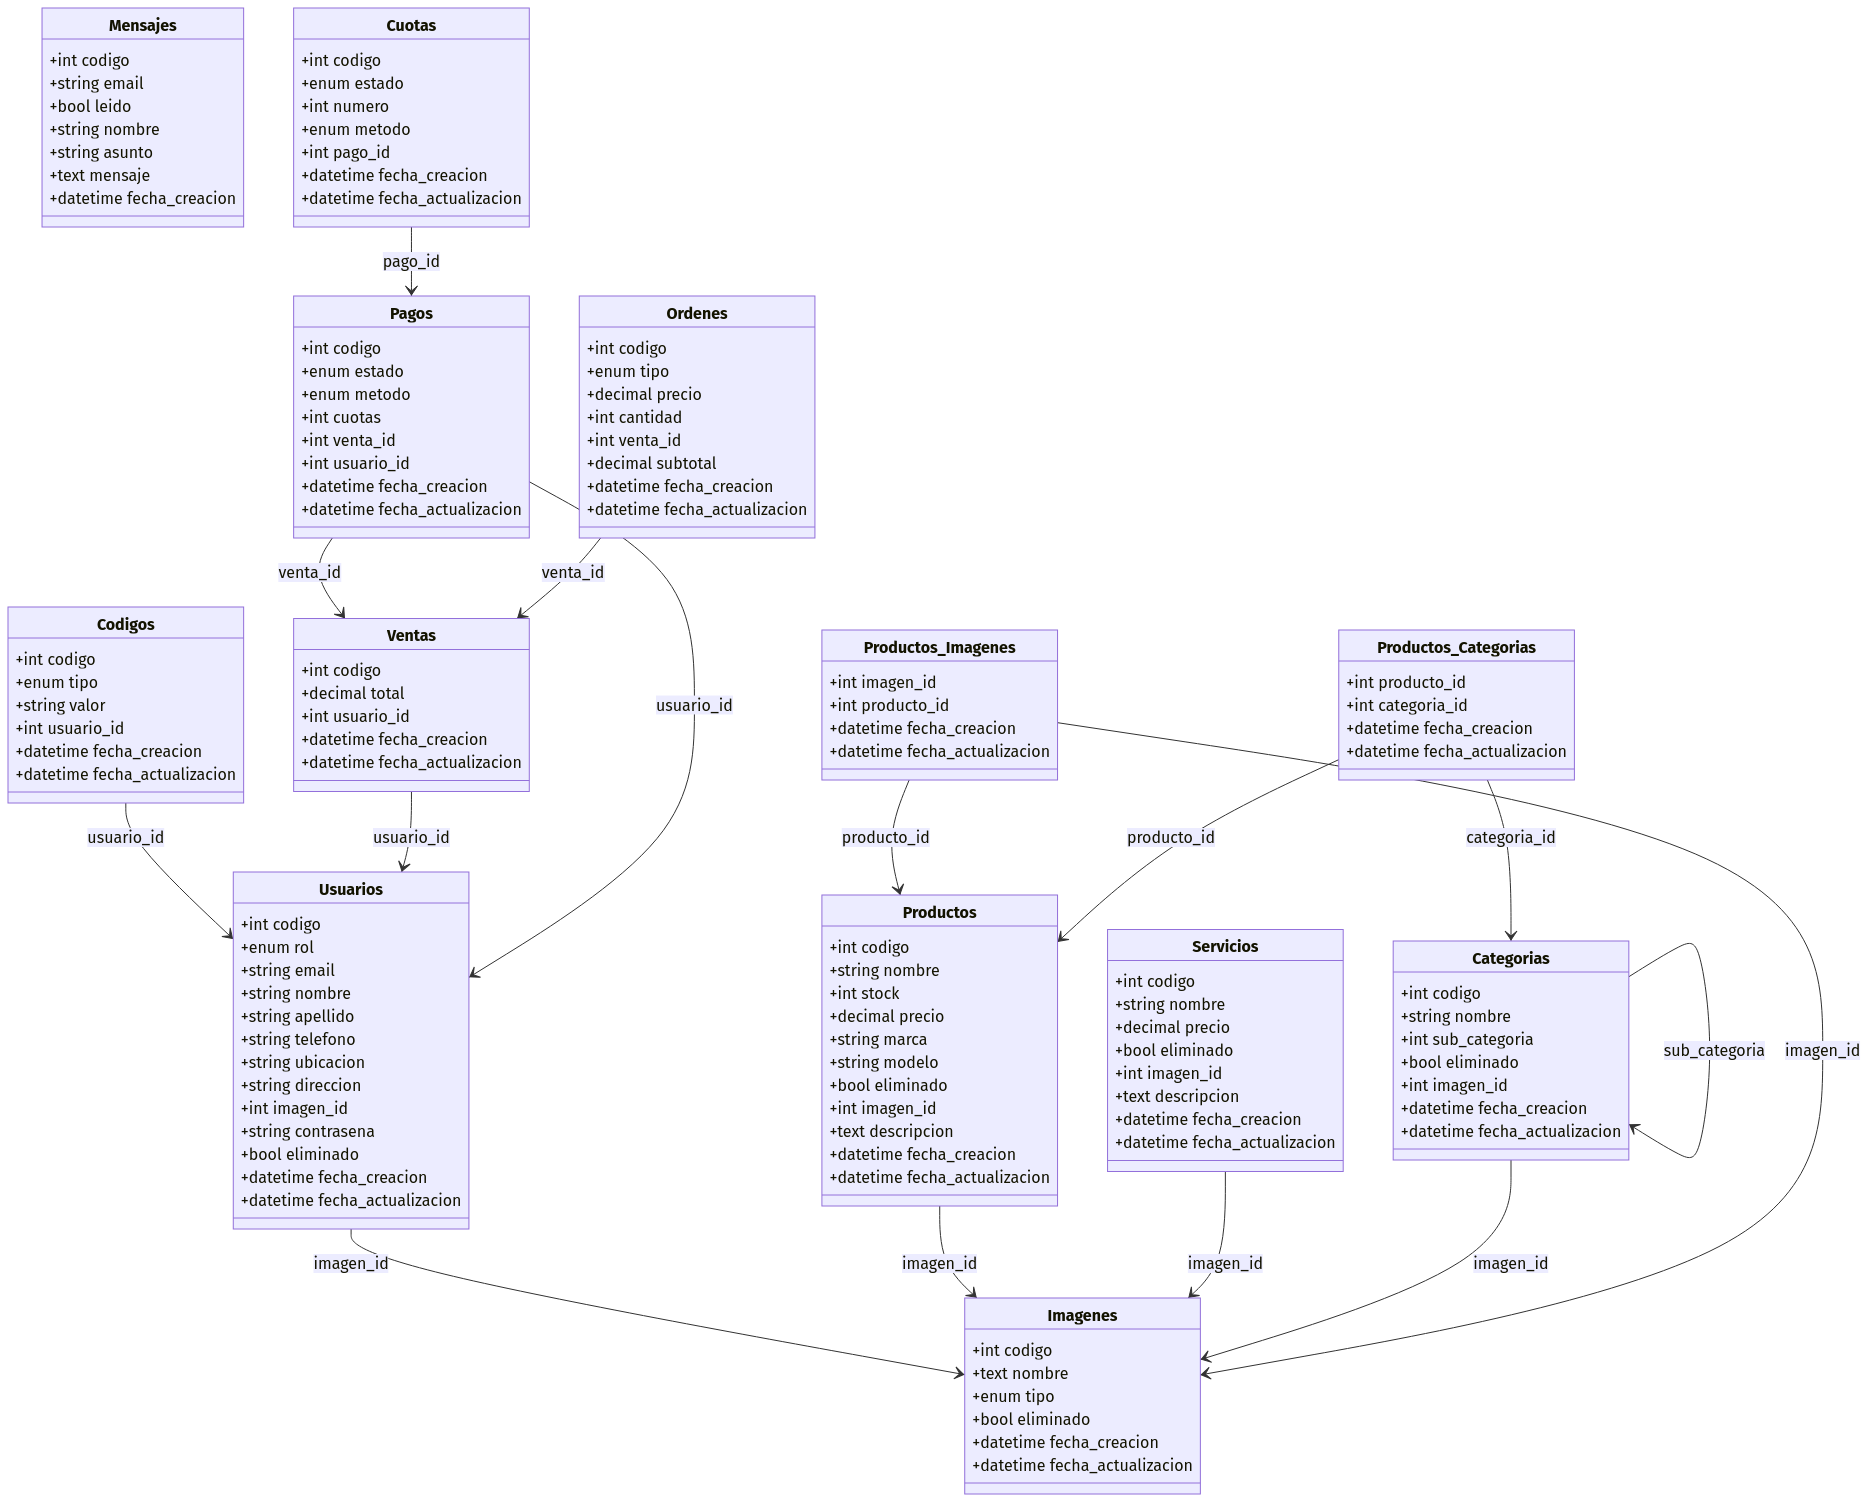 Mensajes
+int codigo
+string email
+bool leido
+string nombre
+string asunto
+text mensaje
+datetime fecha_creacion
Cuotas
+int codigo
+enum estado
+int numero
+enum metodo
+int pago_id
+datetime fecha_creacion
+datetime fecha_actualizacion
pago_id
Pagos
+int codigo
+enum estado
+enum metodo
+int cuotas
+int venta_id
+int usuario_id
+datetime fecha_creacion
+datetime fecha_actualizacion
Ordenes
+int codigo
+enum tipo
+decimal precio
+int cantidad
+int venta_id
+decimal subtotal
+datetime fecha_creacion
+datetime fecha_actualizacion
venta_id
venta_id
Codigos
+int codigo
+enum tipo
+string valor
+int usuario_id
+datetime fecha_creacion
+datetime fecha_actualizacion
Ventas
+int codigo
+decimal total
+int usuario_id
+datetime fecha_creacion
+datetime fecha_actualizacion
usuario_id
Productos_Imagenes
+int imagen_id
+int producto_id
+datetime fecha_creacion
+datetime fecha_actualizacion
Productos_Categorias
+int producto_id
+int categoria_id
+datetime fecha_creacion
+datetime fecha_actualizacion
usuario_id
usuario_id
producto_id
producto_id
categoria_id
Usuarios
+int codigo
+enum rol
+string email
+string nombre
+string apellido
+string telefono
+string ubicacion
+string direccion
+int imagen_id
+string contrasena
+bool eliminado
+datetime fecha_creacion
+datetime fecha_actualizacion
Productos
+int codigo
+string nombre
+int stock
+decimal precio
+string marca
+string modelo
+bool eliminado
+int imagen_id
+text descripcion
+datetime fecha_creacion
+datetime fecha_actualizacion
Servicios
+int codigo
+string nombre
+decimal precio
+bool eliminado
+int imagen_id
+text descripcion
+datetime fecha_creacion
+datetime fecha_actualizacion
Categorias
+int codigo
+string nombre
+int sub_categoria
+bool eliminado
+int imagen_id
+datetime fecha_creacion
+datetime fecha_actualizacion
sub_categoria
imagen_id
imagen_id
imagen_id
imagen_id
imagen_id
Imagenes
+int codigo
+text nombre
+enum tipo
+bool eliminado
+datetime fecha_creacion
+datetime fecha_actualizacion